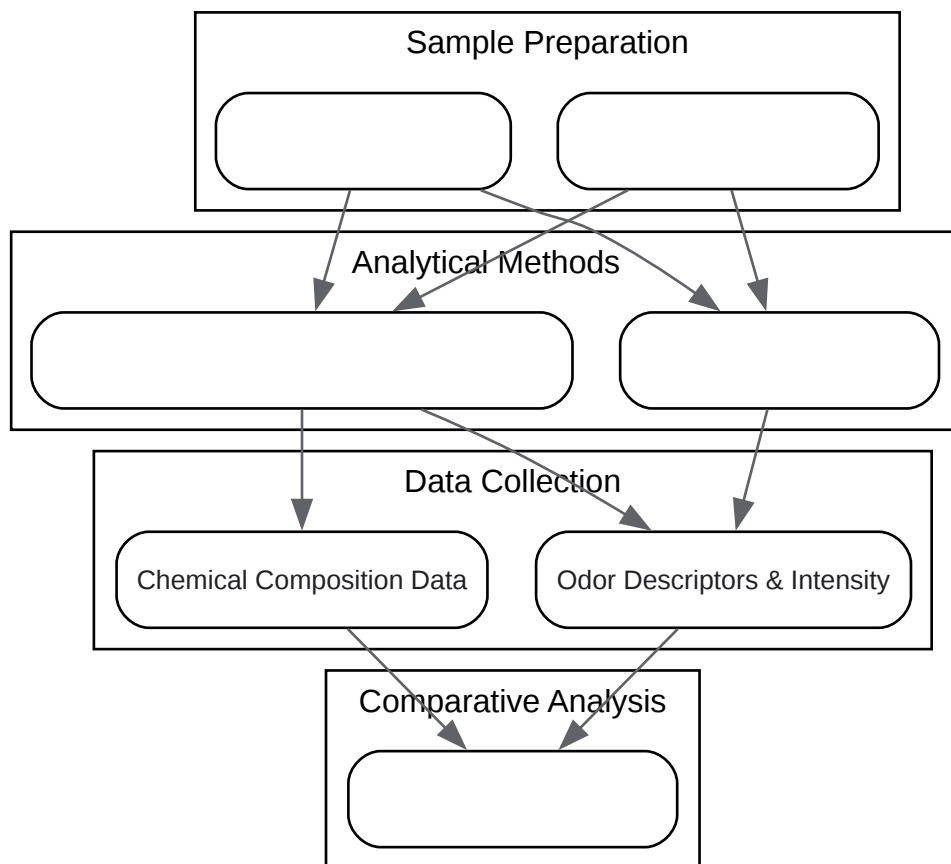 Sample Preparation
Analytical Methods
Data Collection
Chemical Composition Data
Odor Descriptors & Intensity
Comparative Analysis